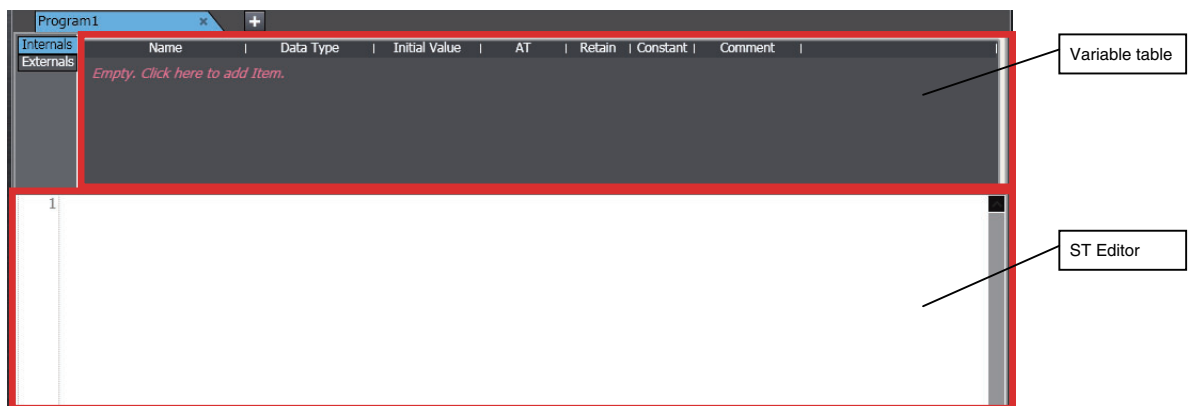 Program1 × +
Internals
Externals
Name Data Type Initial Value AT Retain Constant Comment
Empty. Click here to add Item.
Variable table
1
ST Editor